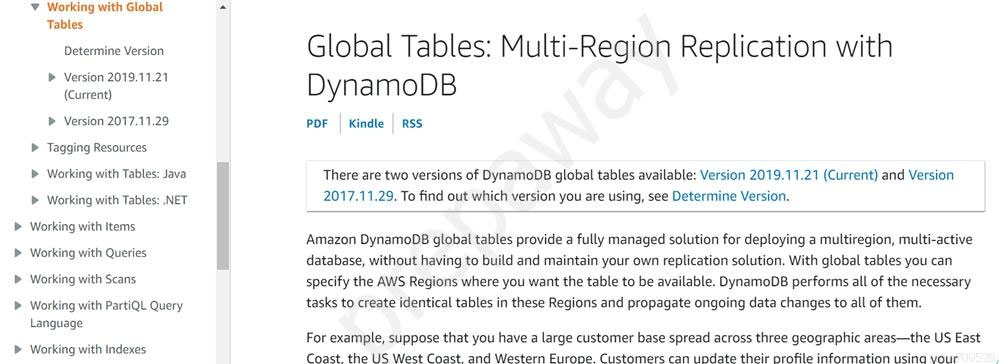 Working with Global
Tables
Determine Version
Version 2019.11.21
(Current)
Version 2017.11.29
Tagging Resources
Working with Tables: Java
Working with Tables: .NET
Working with Items
Working with Queries
Working with Scans
Working with PartiQL Query
Language
Working with Indexes
Global Tables: Multi-Region Replication with
DynamoDB
PDF
Kindle
RSS
There are two versions of DynamoDB global tables available: Version 2019.11.21 (Current) and Version
2017.11.29. To find out which version you are using, see Determine Version.
Amazon DynamoDB global tables provide a fully managed solution for deploying a multiregion, multi-active
database, without having to build and maintain your own replication solution. With global tables you can
specify the AWS Regions where you want the table to be available. DynamoDB performs all of the necessary
tasks to create identical tables in these Regions and propagate ongoing data changes to all of them.
For example, suppose that you have a large customer base spread across three geographic areas—the US East
Coast, the US West Coast, and Western Europe. Customers can update their profile information using your
prepaway